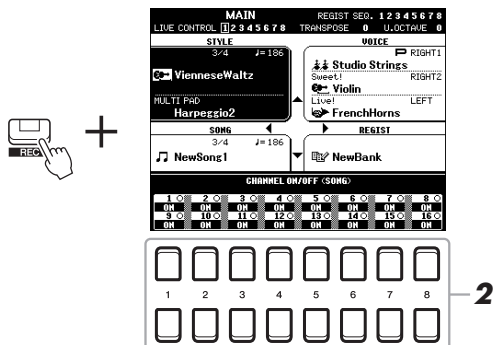 MAIN
REGIST SEQ. 1 2 3 4 5 6 7 8
LIVE CONTROL 1 2 3 4 5 6 7 8 TRANSPOSE 0 U.OCTAVE 0
STYLE
3/4 ♩=186
VienneseWaltz
MULTI PAD
Harpeggio2
VOICE
RIGHT1
Studio Strings
Sweet! RIGHT2
Violin
Live! LEFT
FrenchHorns
SONG
3/4 ♩=186
NewSong1
REGIST
NewBank
CHANNEL ON/OFF (SONG)
1 2 3 4 5 6 7 8
ON ON ON ON ON ON ON ON
9 10 11 12 13 14 15 16
ON ON ON ON ON ON ON ON
REC
+
1 2 3 4 5 6 7 8
2